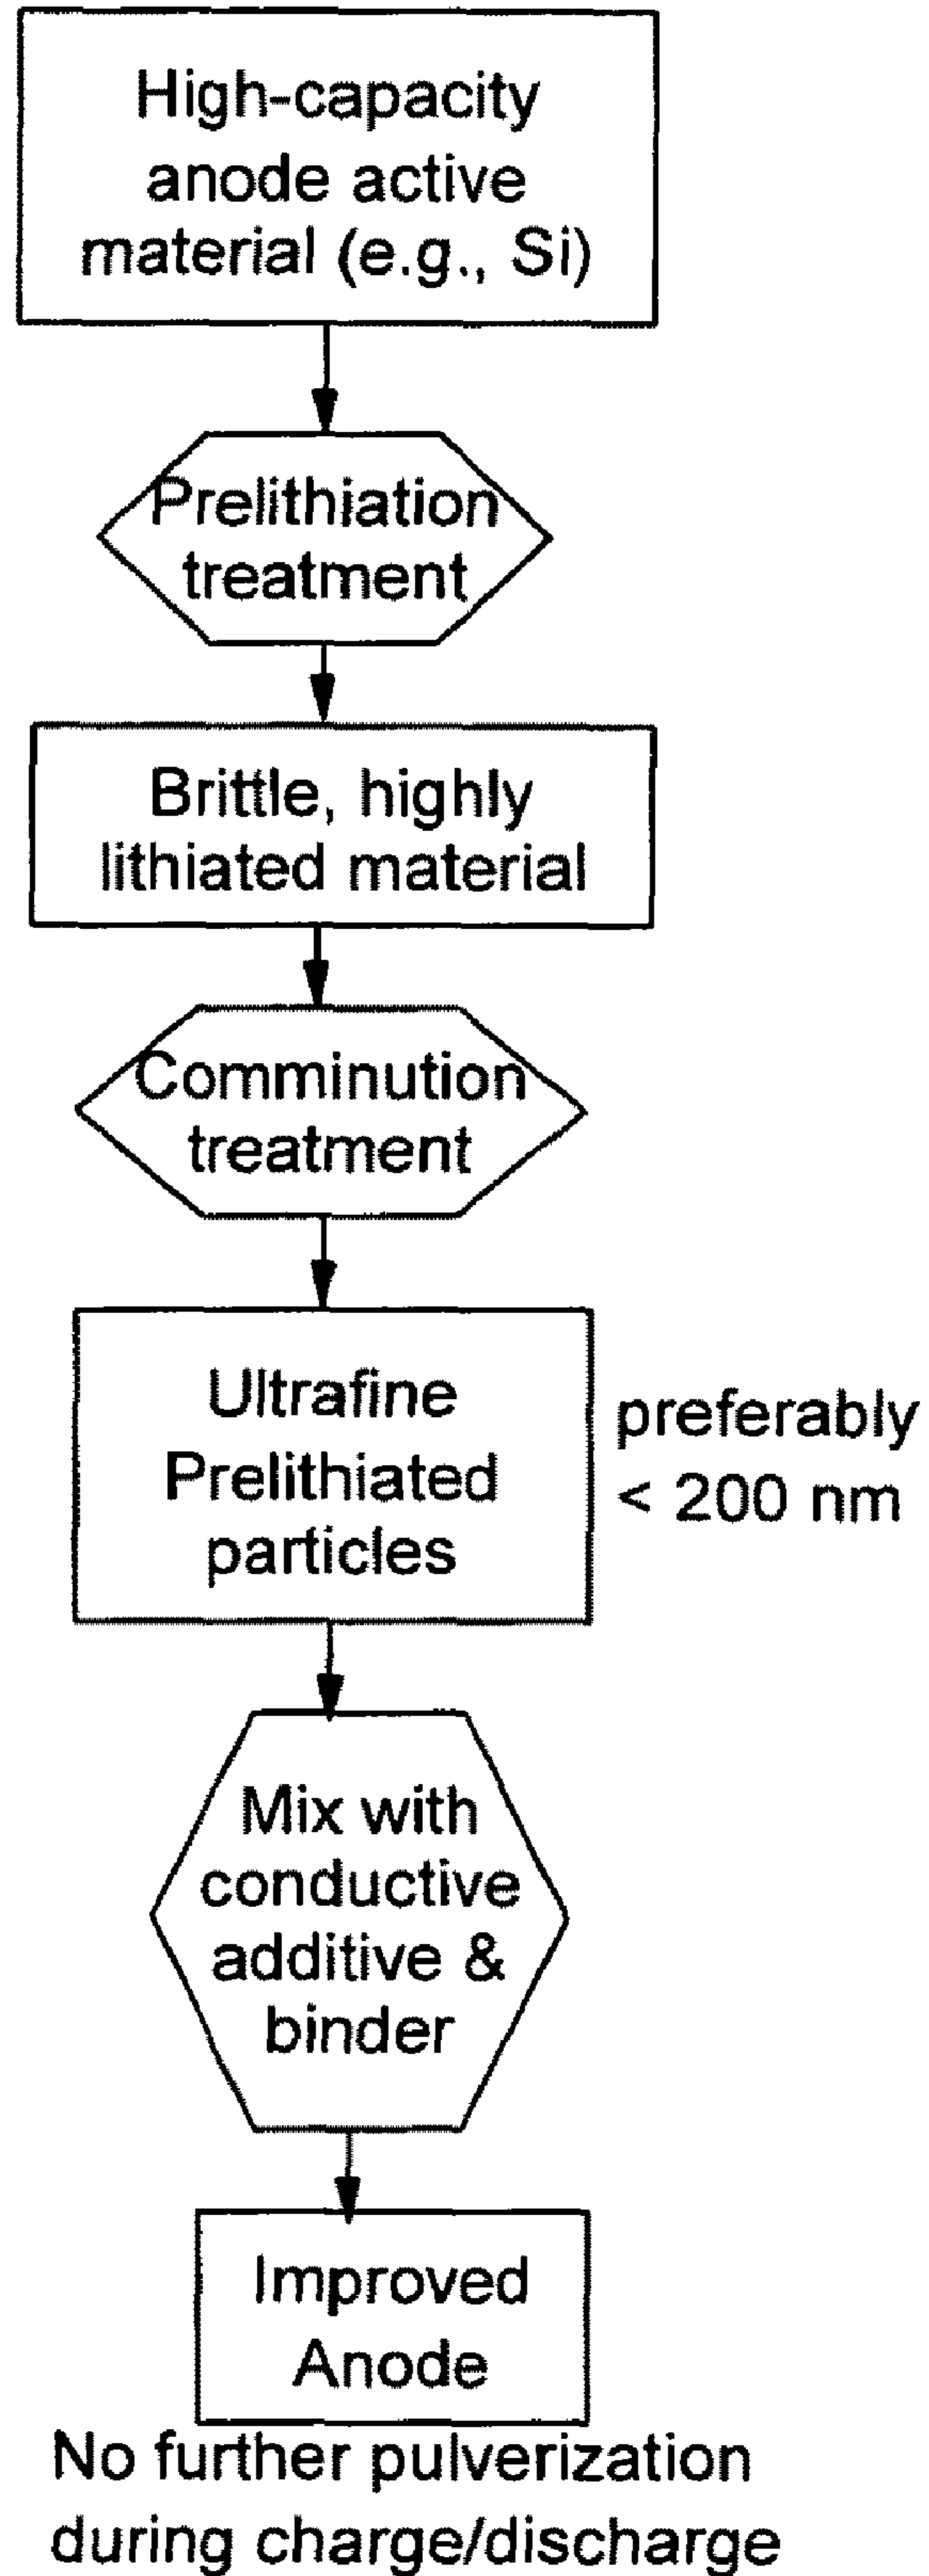 High-capacity
anode active
material (e.g., Si)
Prelithiation
treatment
Brittle, highly
lithiated material
Comminution
treatment
Ultrafine
Prelithiated
particles
preferably
< 200 nm
Mix with
conductive
additive &
binder
Improved
Anode
No further pulverization
during charge/discharge